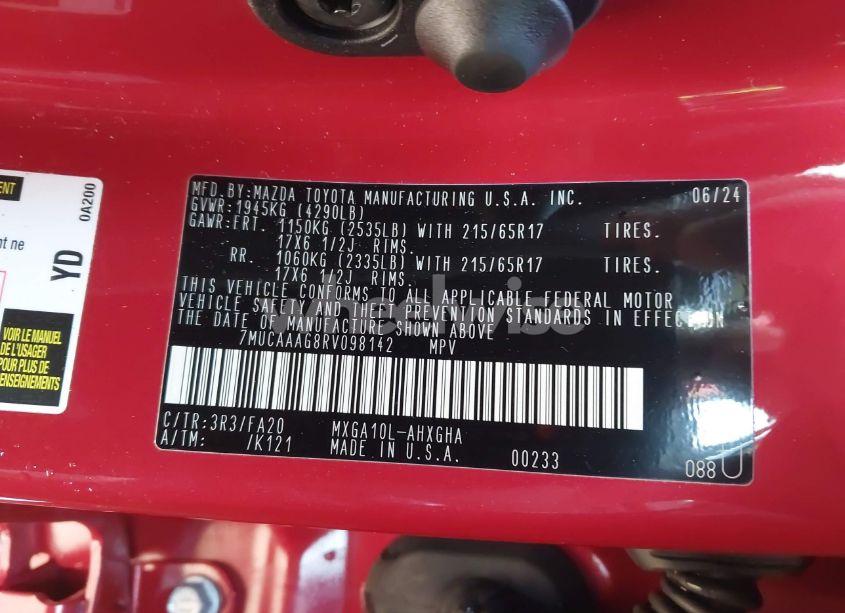 MFD. BY:MAZDA TOYOTA MANUFACTURING U.S.A. INC. 06/24
GVWR:1945KG (4290LB)
GAWR:FRT. 1150KG (2535LB) WITH 215/65R17 TIRES.
17X6 1/2J RIMS.
RR. 1060KG (2335LB) WITH 215/65R17 TIRES.
17X6 1/2J RIMS.
THIS VEHICLE CONFORMS TO ALL APPLICABLE FEDERAL MOTOR
VEHICLE SAFETY AND THEFT PREVENTION STANDARDS IN EFFECT ON
THE DATE OF MANUFACTURE SHOWN ABOVE
7MUCAAAG8RV098142 MPV
C/TR:3R3/FA20 MXGA10L-AHXGHA
A/TM: /K121 MADE IN U.S.A. 00233 088
0A200
YD
ENT
nt ne
VOIR LE MANUEL
DE L'USAGER
POUR PLUS DE
RENSEIGNEMENTS